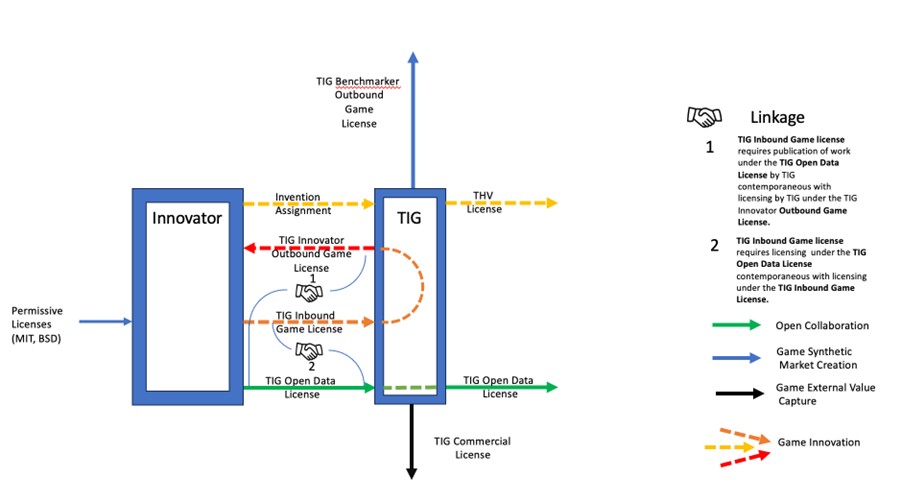 TIG Benchmarker
Outbound
Game
License
Invention
Assignment
THV
License
Innovator
TIG
TIG Innovator
Outbound Game
License
1
TIG Inbound
Game License
2
TIG Open Data
License
TIG Open Data
License
Permissive
Licenses
(MIT, BSD)
TIG Commercial
License
Linkage
1
TIG Inbound Game license
requires publication of work
under the TIG Open Data
License by TIG
contemporaneous with
licensing by TIG under the TIG
Innovator Outbound Game
License.
2
TIG Inbound Game license
requires licensing under the TIG
Open Data License
contemporaneous with licensing
under the TIG Inbound Game
License.
Open Collaboration
Game Synthetic
Market Creation
Game External Value
Capture
Game Innovation